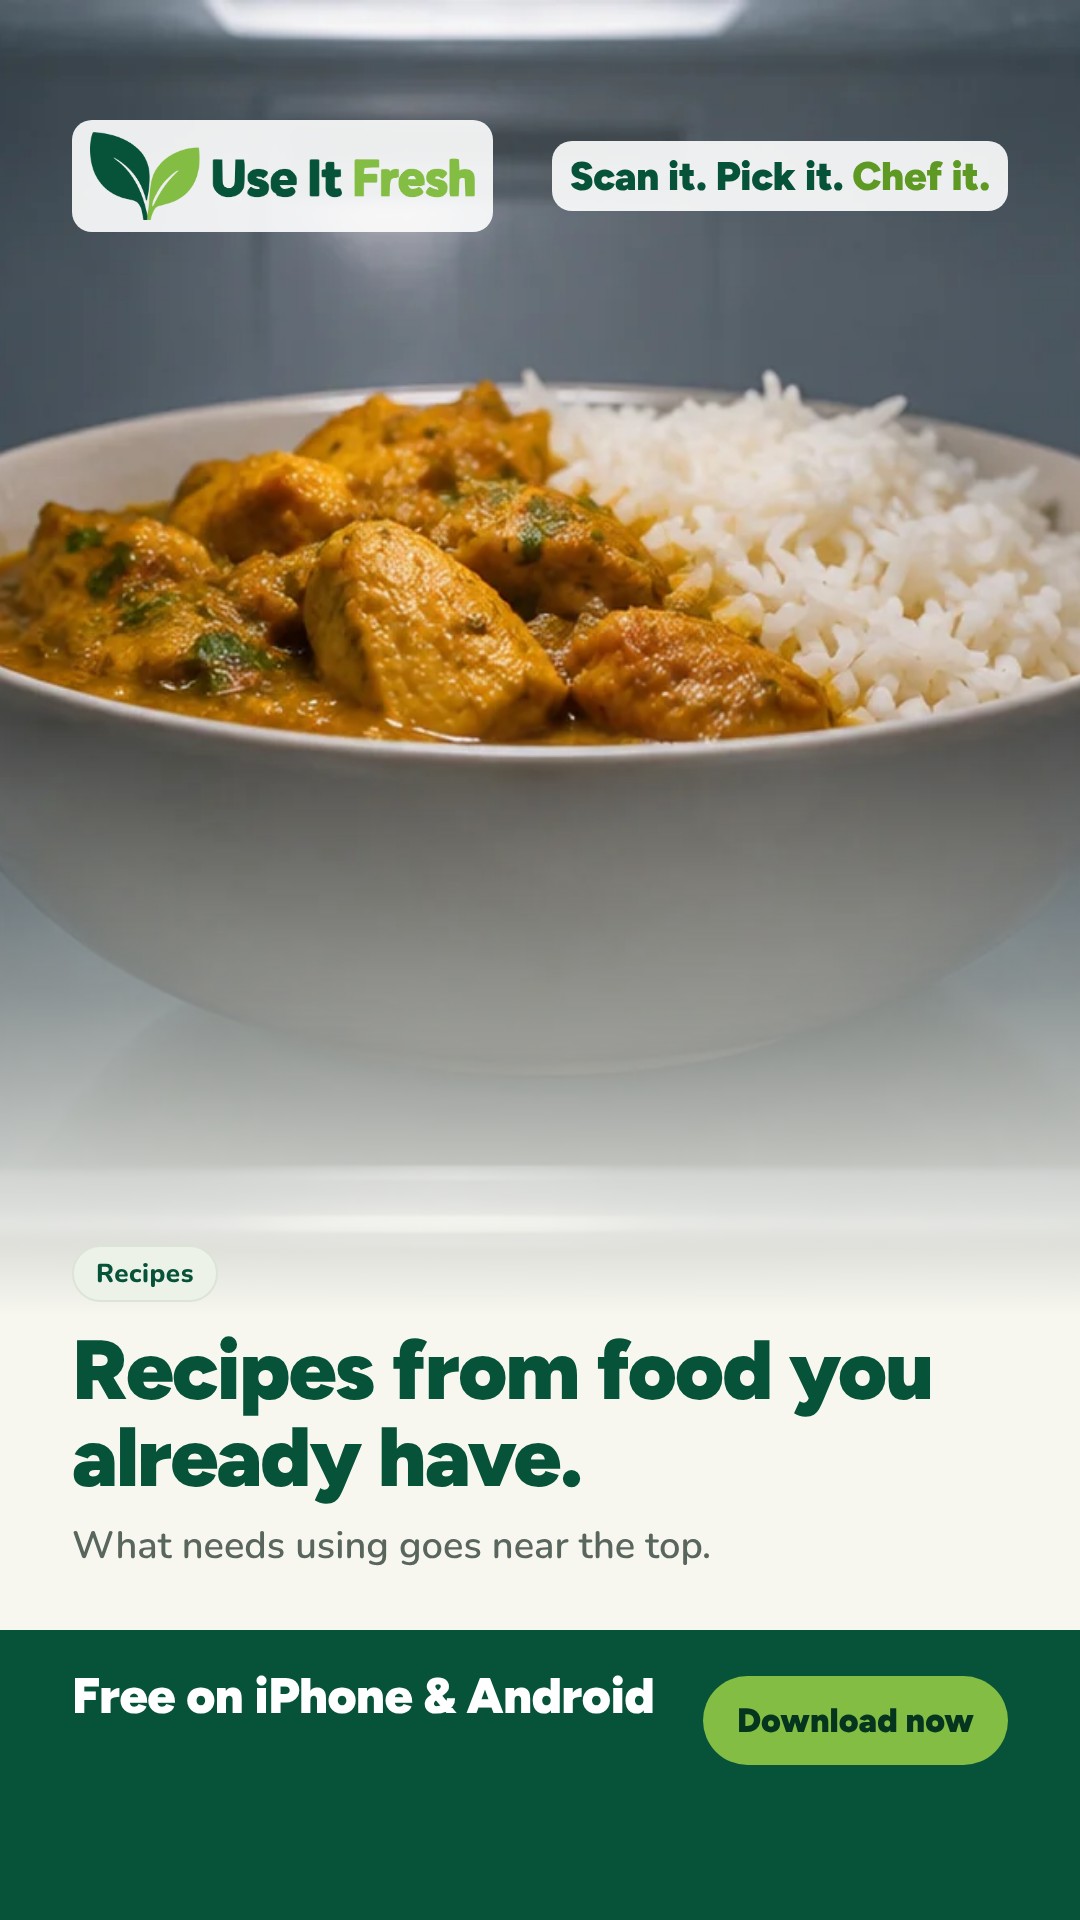 Use It Fresh
Scan it. Pick it. Chef it.
Recipes
Recipes from food you
already have.
What needs using goes near the top.
Free on iPhone & Android
Download now